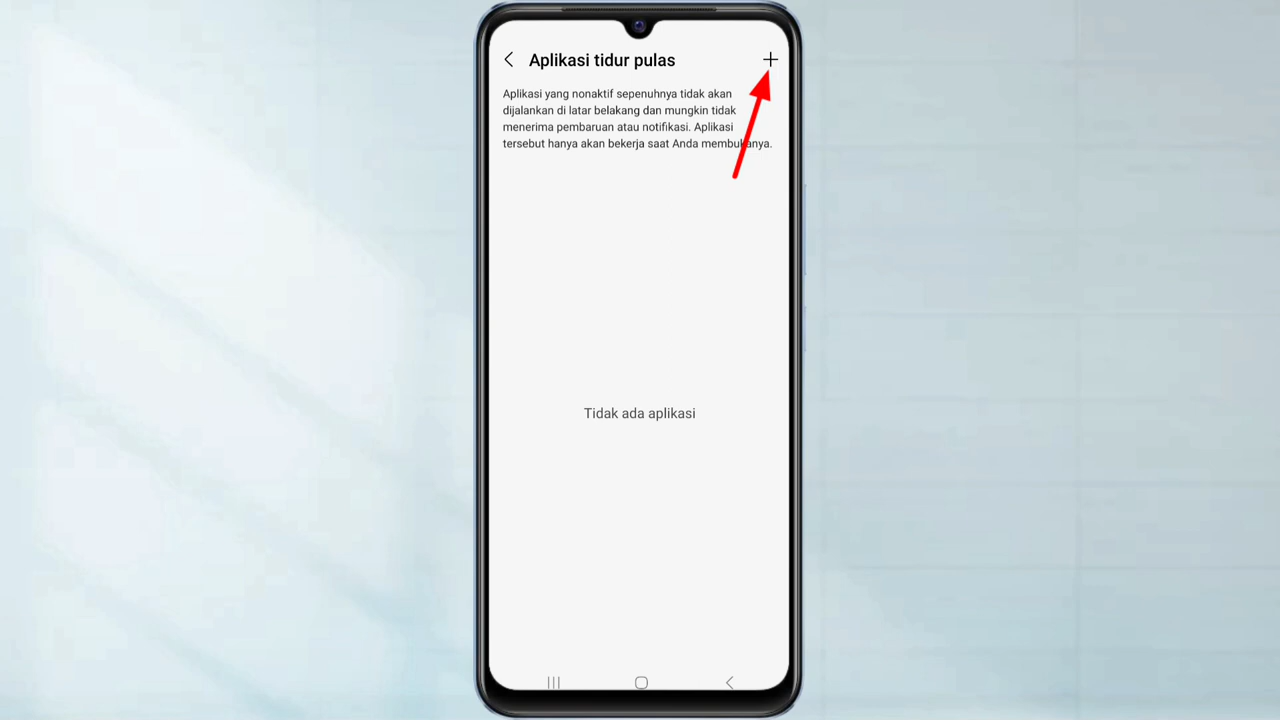 Aplikasi tidur pulas
Aplikasi yang nonaktif sepenuhnya tidak akan
dijalankan di latar belakang dan mungkin tidak
menerima pembaruan atau notifikasi. Aplikasi
tersebut hanya akan bekerja saat Anda membukanya.
Tidak ada aplikasi